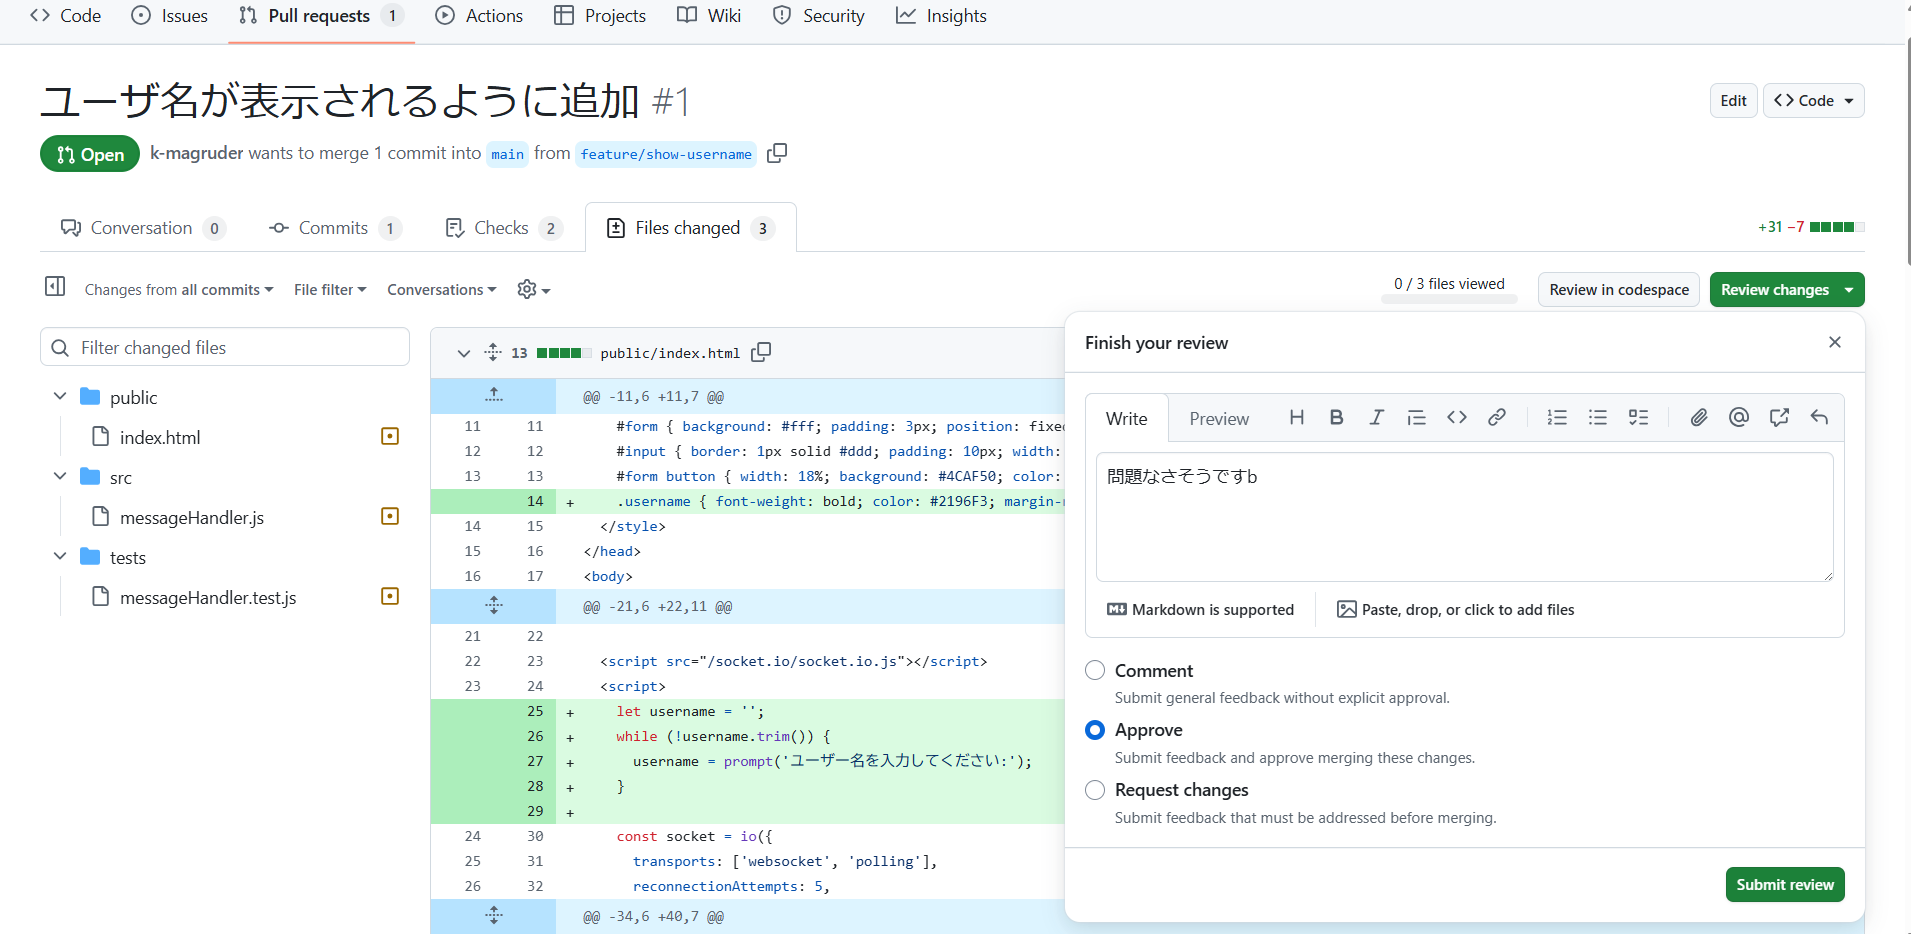 Code Issues Pull requests 1 Actions Projects Wiki Security Insights
ユーザ名が表示されるように追加 #1
Edit
Code
Open k-magruder wants to merge 1 commit into main from feature/show-username
Conversation 0 Commits 1 Checks 2 Files changed 3
+31 −7
Changes from all commits File filter Conversations
0 / 3 files viewed
Review in codespace
Review changes
Filter changed files
public
index.html
src
messageHandler.js
tests
messageHandler.test.js
13 public/index.html
@@ -11,6 +11,7 @@
11 11 #form { background: #fff; padding: 3px; position: fixed
12 12 #input { border: 1px solid #ddd; padding: 10px; width:
13 13 #form button { width: 18%; background: #4CAF50; color:
14 + .username { font-weight: bold; color: #2196F3; margin-
14 15 </style>
15 16 </head>
16 17 <body>
@@ -21,6 +22,11 @@
21 22
22 23 <script src="/socket.io/socket.io.js"></script>
23 24 <script>
25 + let username = '';
26 + while (!username.trim()) {
27 + username = prompt('ユーザー名を入力してください:');
28 + }
29 +
24 30 const socket = io({
25 31 transports: ['websocket', 'polling'],
26 32 reconnectionAttempts: 5,
@@ -34,6 +40,7 @@
Finish your review
Write Preview
問題なさそうですb
Markdown is supported
Paste, drop, or click to add files
Comment
Submit general feedback without explicit approval.
Approve
Submit feedback and approve merging these changes.
Request changes
Submit feedback that must be addressed before merging.
Submit review